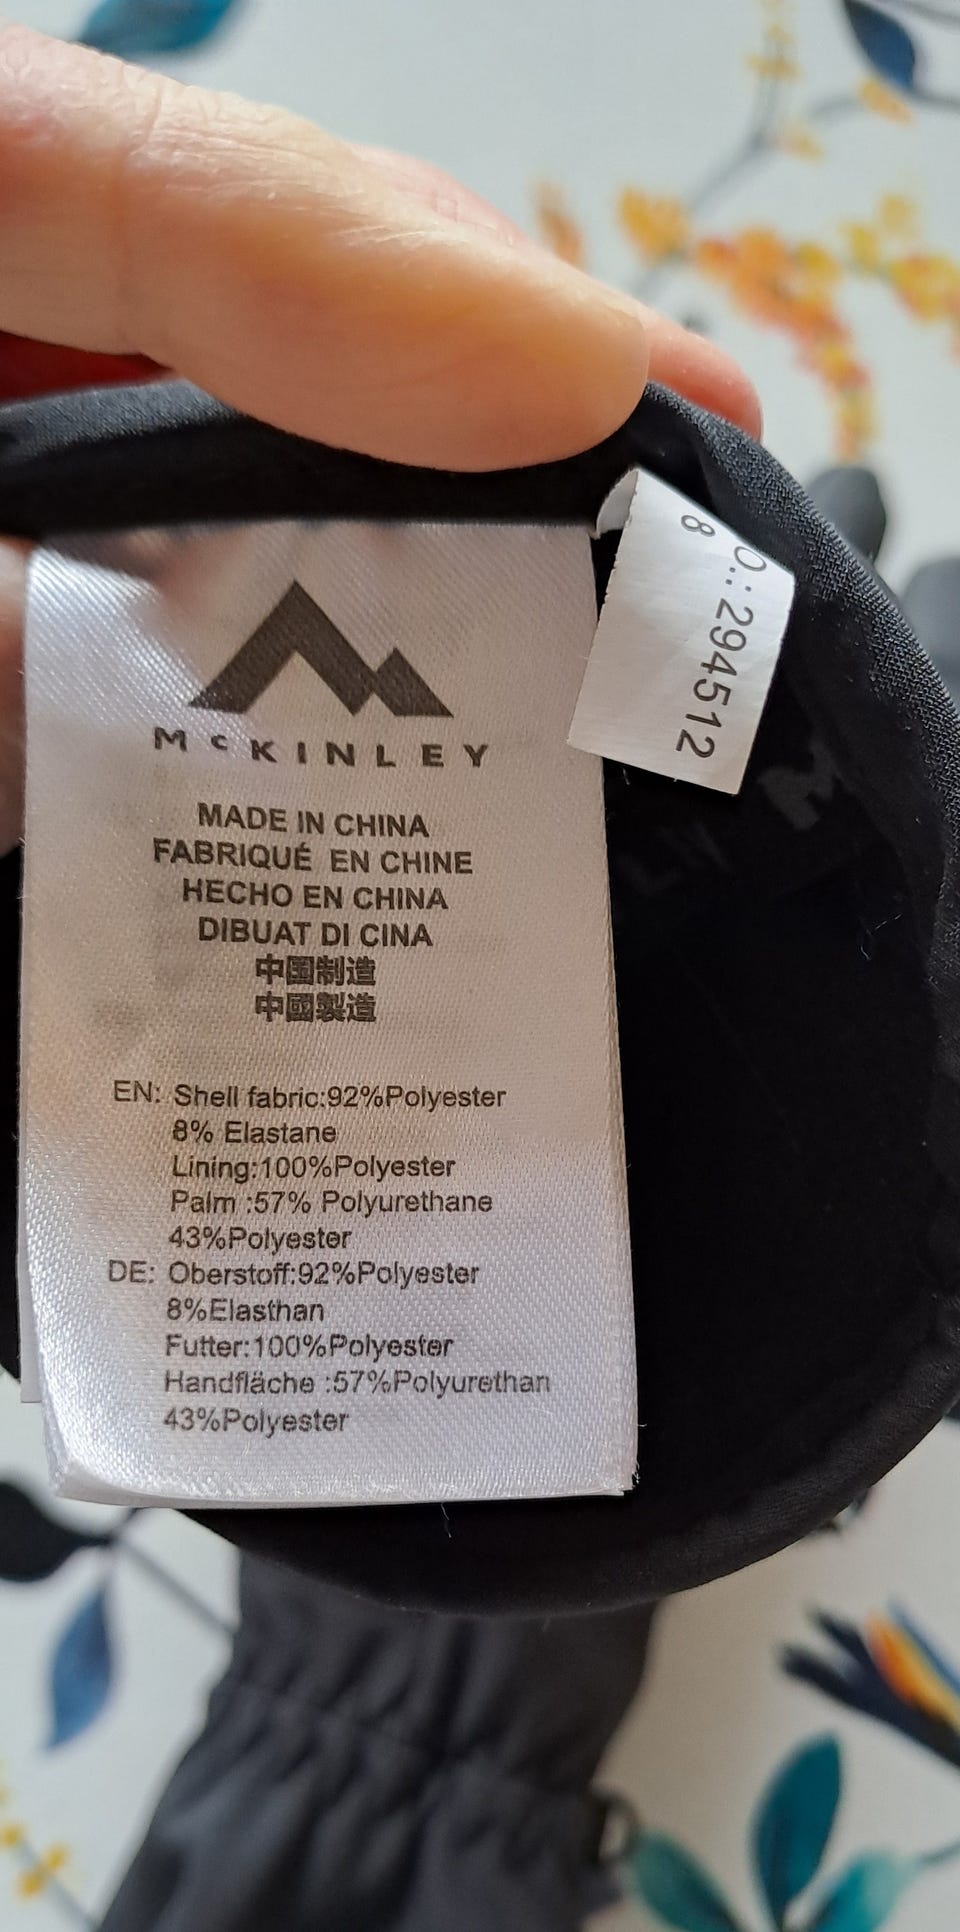 McKINLEY
MADE IN CHINA
FABRIQUÉ EN CHINE
HECHO EN CHINA
DIBUAT DI CINA
中国制造
中國製造
EN: Shell fabric:92%Polyester
8% Elastane
Lining:100%Polyester
Palm :57% Polyurethane
43%Polyester
DE: Oberstoff:92%Polyester
8%Elasthan
Futter:100%Polyester
Handfläche :57%Polyurethan
43%Polyester
O.: 294512
8